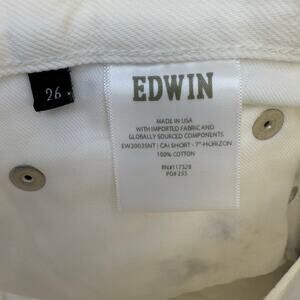 EDWIN
26
MADE IN USA
WITH IMPORTED FABRIC AND
GLOBALLY SOURCED COMPONENTS
EW3003SNT | CAI SHORT - 7" - HORIZON
100% COTTON
RN#117328
PO# 255